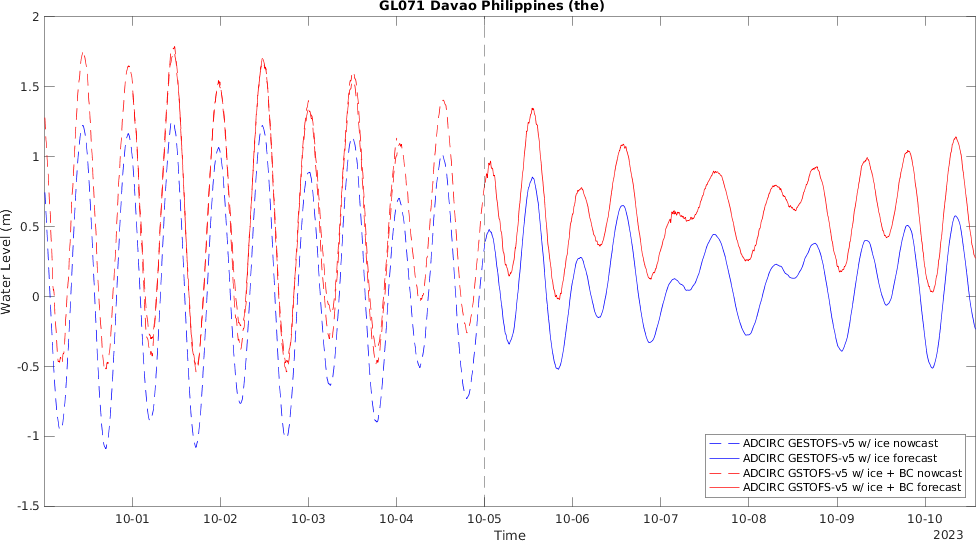 GL071 Davao Philippines (the)
2
1.5
1
0.5
0
-0.5
-1
-1.5
Water Level (m)
ADCIRC GESTOFS-v5 w/ ice nowcast
ADCIRC GESTOFS-v5 w/ ice forecast
ADCIRC GSTOFS-v5 w/ ice + BC nowcast
ADCIRC GSTOFS-v5 w/ ice + BC forecast
10-01 10-02 10-03 10-04 10-05 10-06 10-07 10-08 10-09 10-10
Time
2023